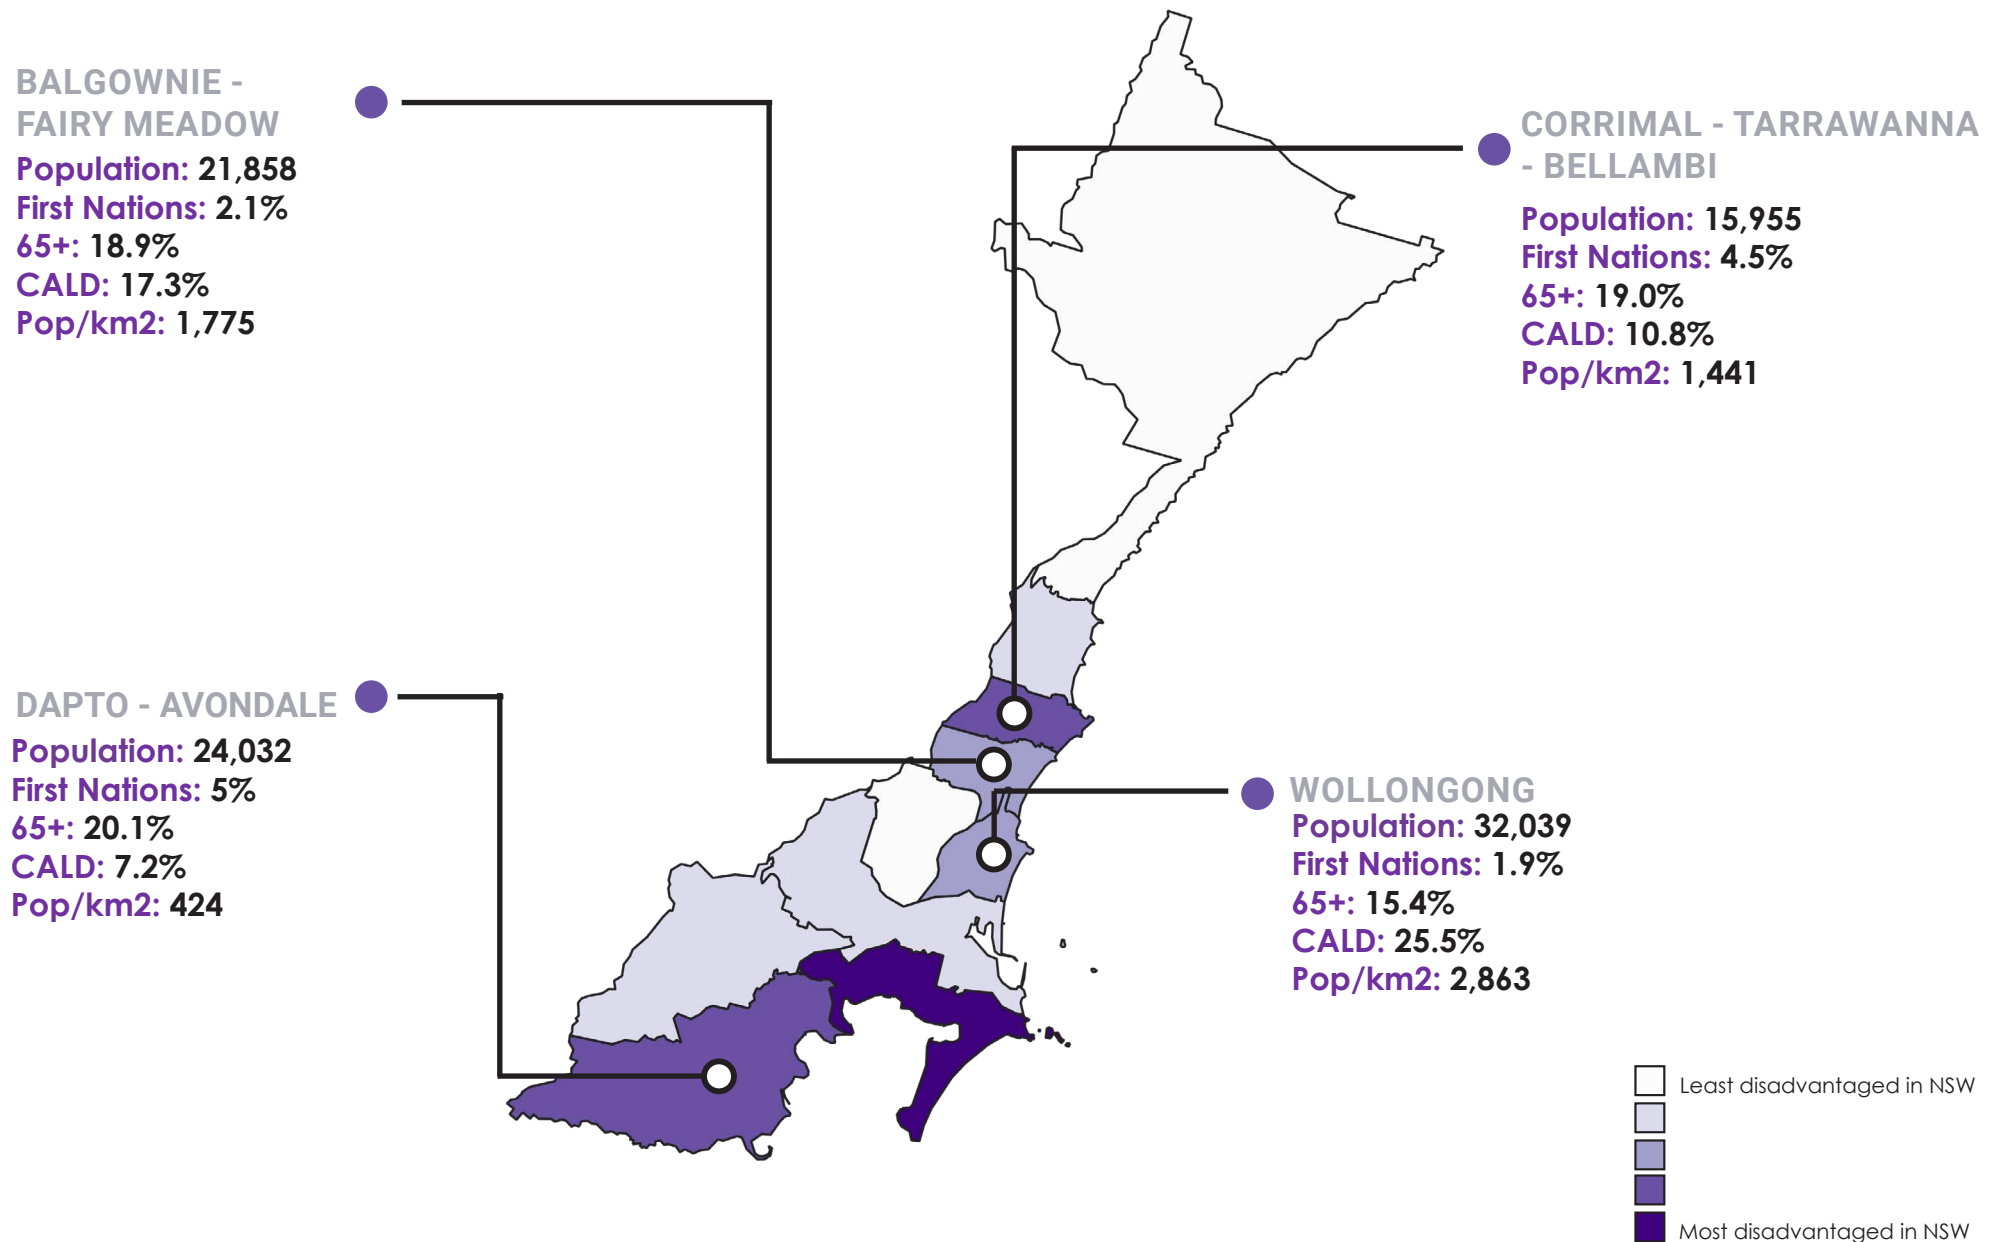 BALGOWNIE -
FAIRY MEADOW
Population: 21,858
First Nations: 2.1%
65+: 18.9%
CALD: 17.3%
Pop/km2: 1,775
CORRIMAL - TARRAWANNA
- BELLAMBI
Population: 15,955
First Nations: 4.5%
65+: 19.0%
CALD: 10.8%
Pop/km2: 1,441
DAPTO - AVONDALE
Population: 24,032
First Nations: 5%
65+: 20.1%
CALD: 7.2%
Pop/km2: 424
WOLLONGONG
Population: 32,039
First Nations: 1.9%
65+: 15.4%
CALD: 25.5%
Pop/km2: 2,863
Least disadvantaged in NSW
Most disadvantaged in NSW